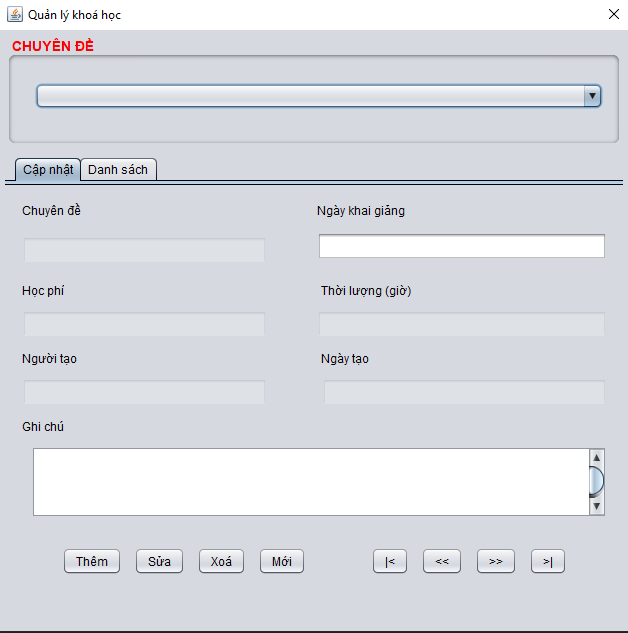 Quản lý khoá học
CHUYÊN ĐỀ
Cập nhật Danh sách
Chuyên đề Ngày khai giảng
Học phí Thời lượng (giờ)
Người tạo Ngày tạo
Ghi chú
Thêm Sửa Xoá Mới |< << >> >|